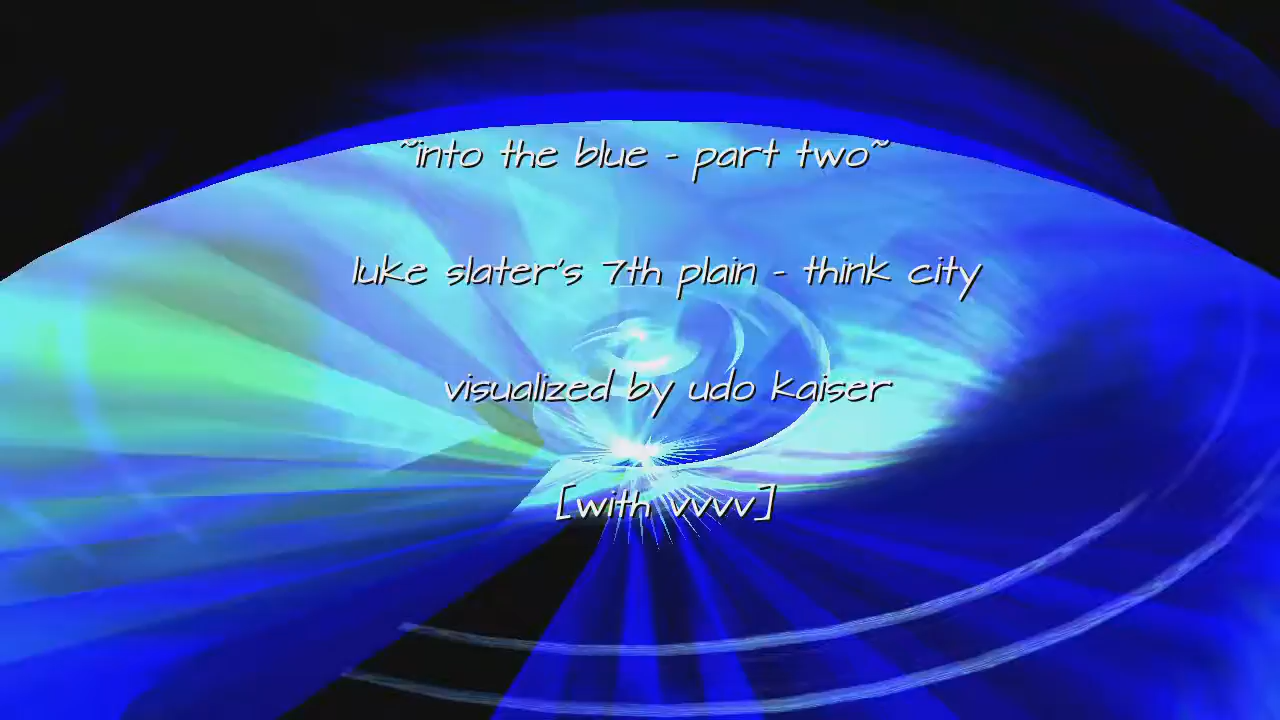 ~into the blue - part two~
luke slater's 7th plain - think city
visualized by udo kaiser
[with vvvv]